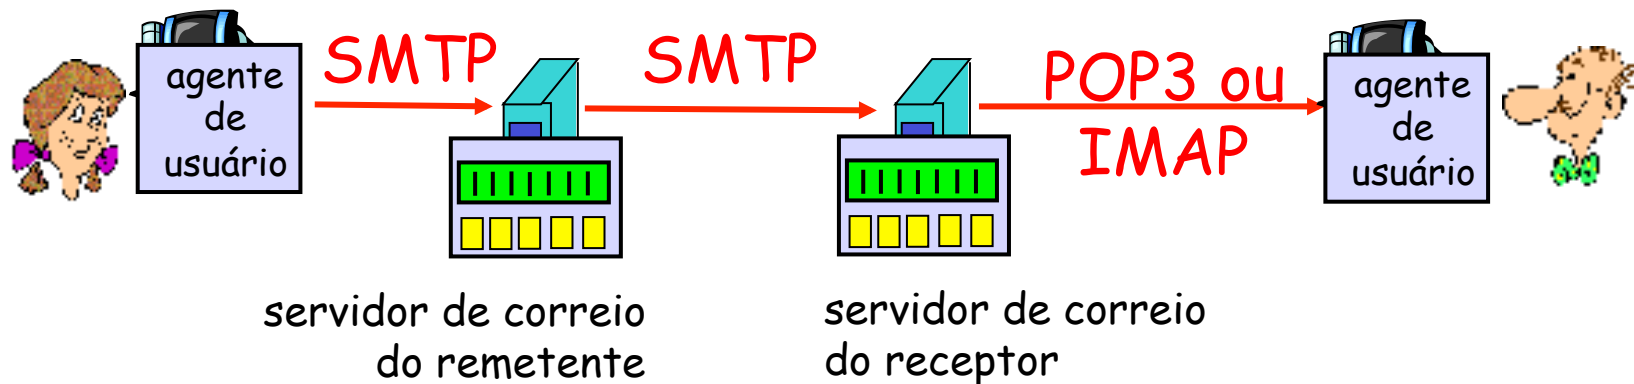 agente
de
usuário
SMTP
SMTP
POP3 ou
IMAP
agente
de
usuário
servidor de correio
do remetente
servidor de correio
do receptor